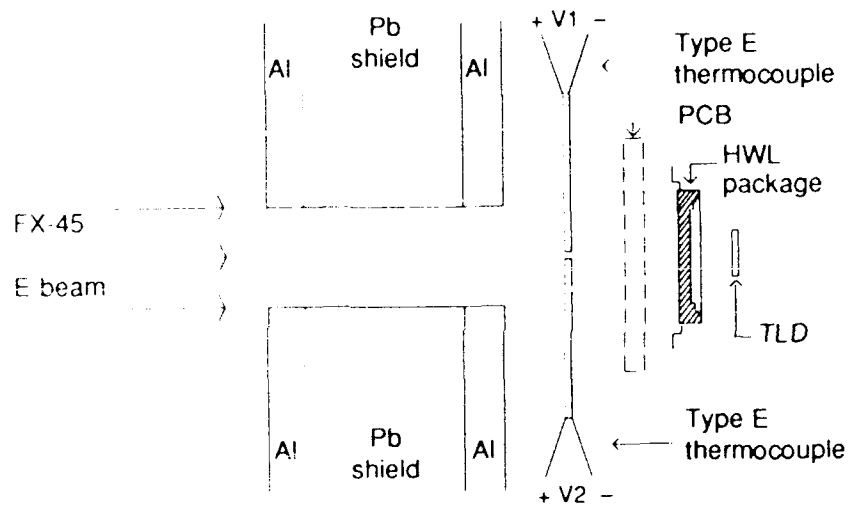 Pb
shield
Al
Al
+ V1 -
Type E
thermocouple
PCB
HWL
package
FX-45
E beam
TLD
Al
Pb
shield
Al
Type E
thermocouple
+ V2 -